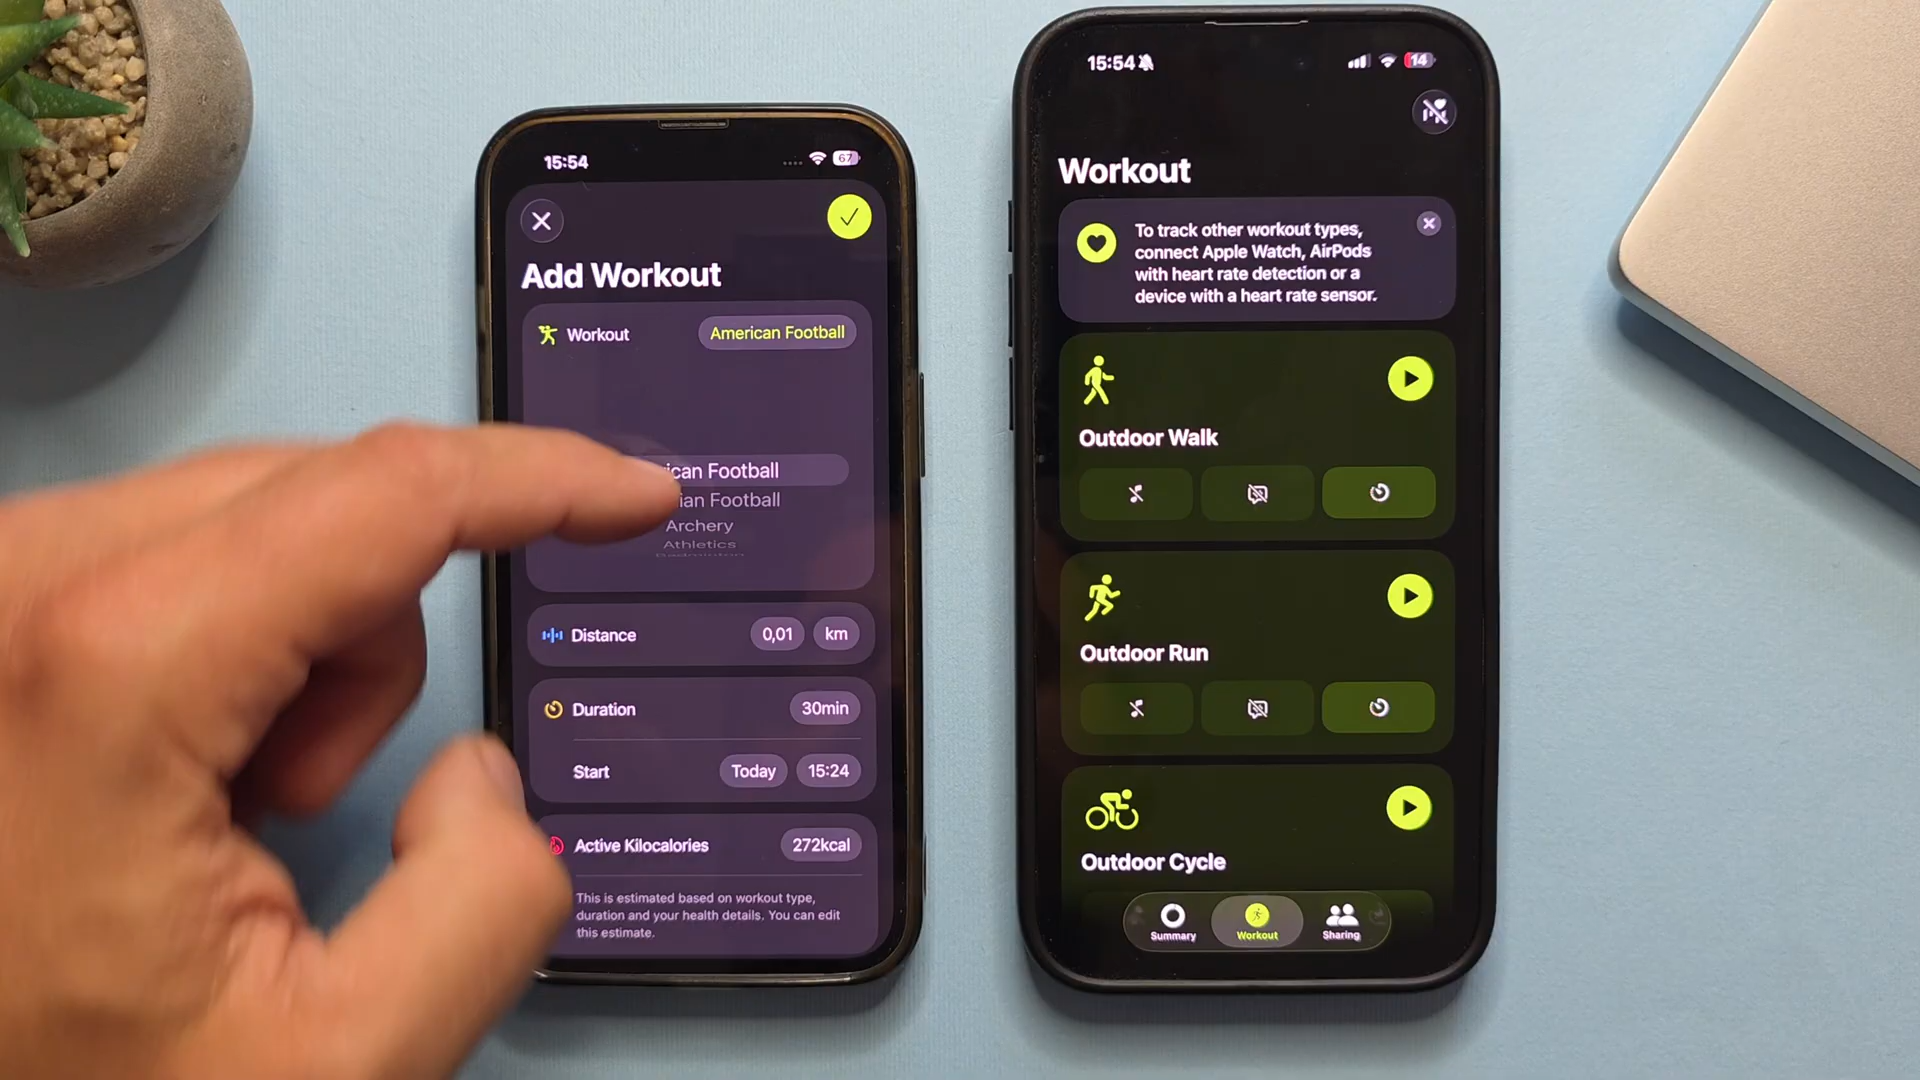 15:54
67
Add Workout
Workout
American Football
can Football
ian Football
Archery
Athletics
Distance
0,01
km
Duration
30min
Start
Today
15:24
Active Kilocalories
272kcal
This is estimated based on workout type,
duration and your health details. You can edit
this estimate.
15:54
14
Workout
To track other workout types,
connect Apple Watch, AirPods
with heart rate detection or a
device with a heart rate sensor.
Outdoor Walk
Outdoor Run
Outdoor Cycle
Summary
Workout
Sharing